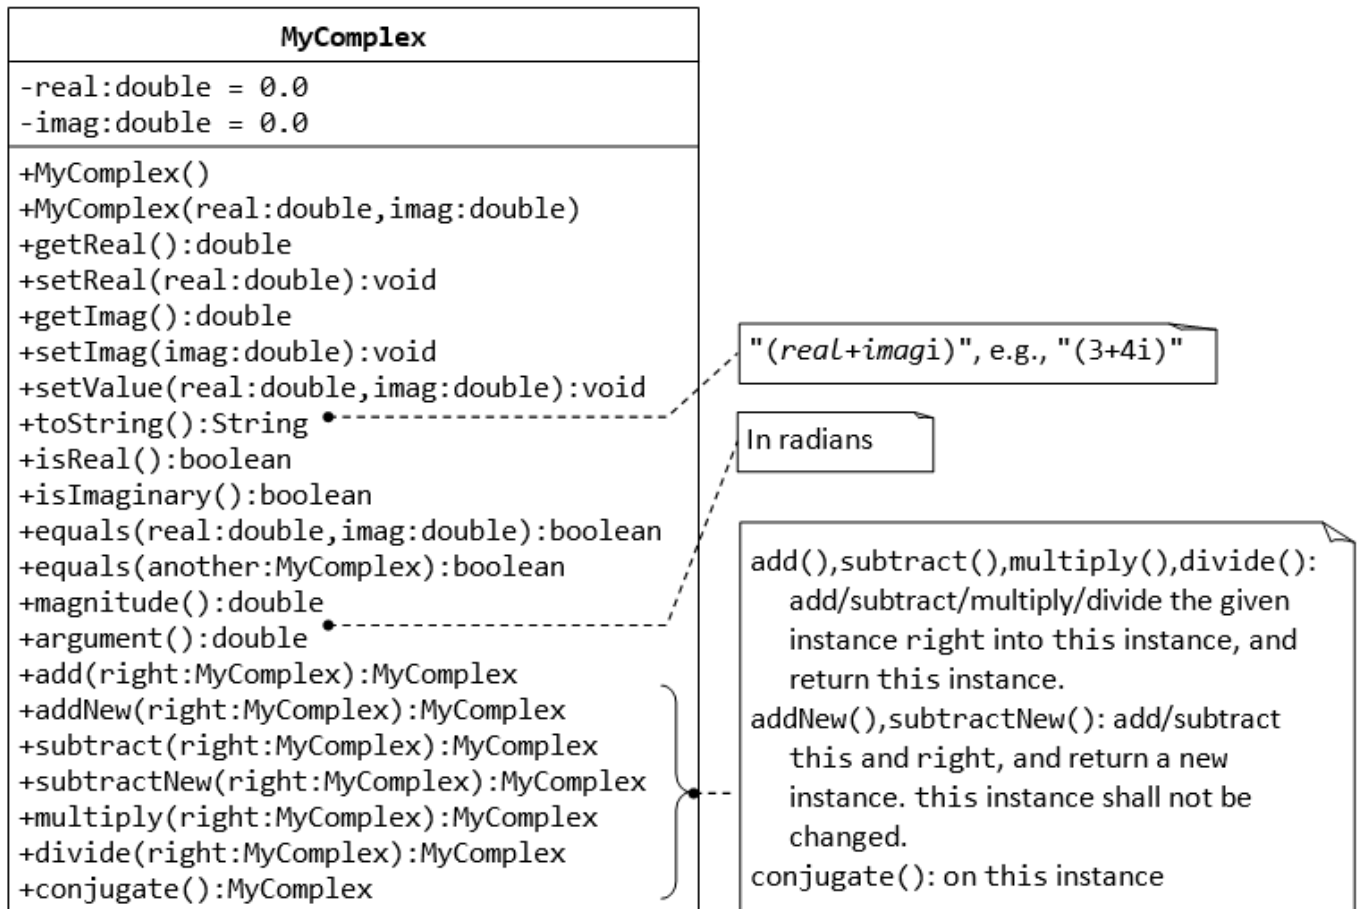 MyComplex
-real:double = 0.0
-imag:double = 0.0
+MyComplex()
+MyComplex(real:double,imag:double)
+getReal():double
+setReal(real:double):void
+getImag():double
+setImag(imag:double):void
+setValue(real:double,imag:double):void
+toString():String
+isReal():boolean
+isImaginary():boolean
+equals(real:double,imag:double):boolean
+equals(another:MyComplex):boolean
+magnitude():double
+argument():double
+add(right:MyComplex):MyComplex
+addNew(right:MyComplex):MyComplex
+subtract(right:MyComplex):MyComplex
+subtractNew(right:MyComplex):MyComplex
+multiply(right:MyComplex):MyComplex
+divide(right:MyComplex):MyComplex
+conjugate():MyComplex
"(real+imagi)", e.g., "(3+4i)"
In radians
add(),subtract(),multiply(),divide():
add/subtract/multiply/divide the given
instance right into this instance, and
return this instance.
addNew(),subtractNew(): add/subtract
this and right, and return a new
instance. this instance shall not be
changed.
conjugate(): on this instance